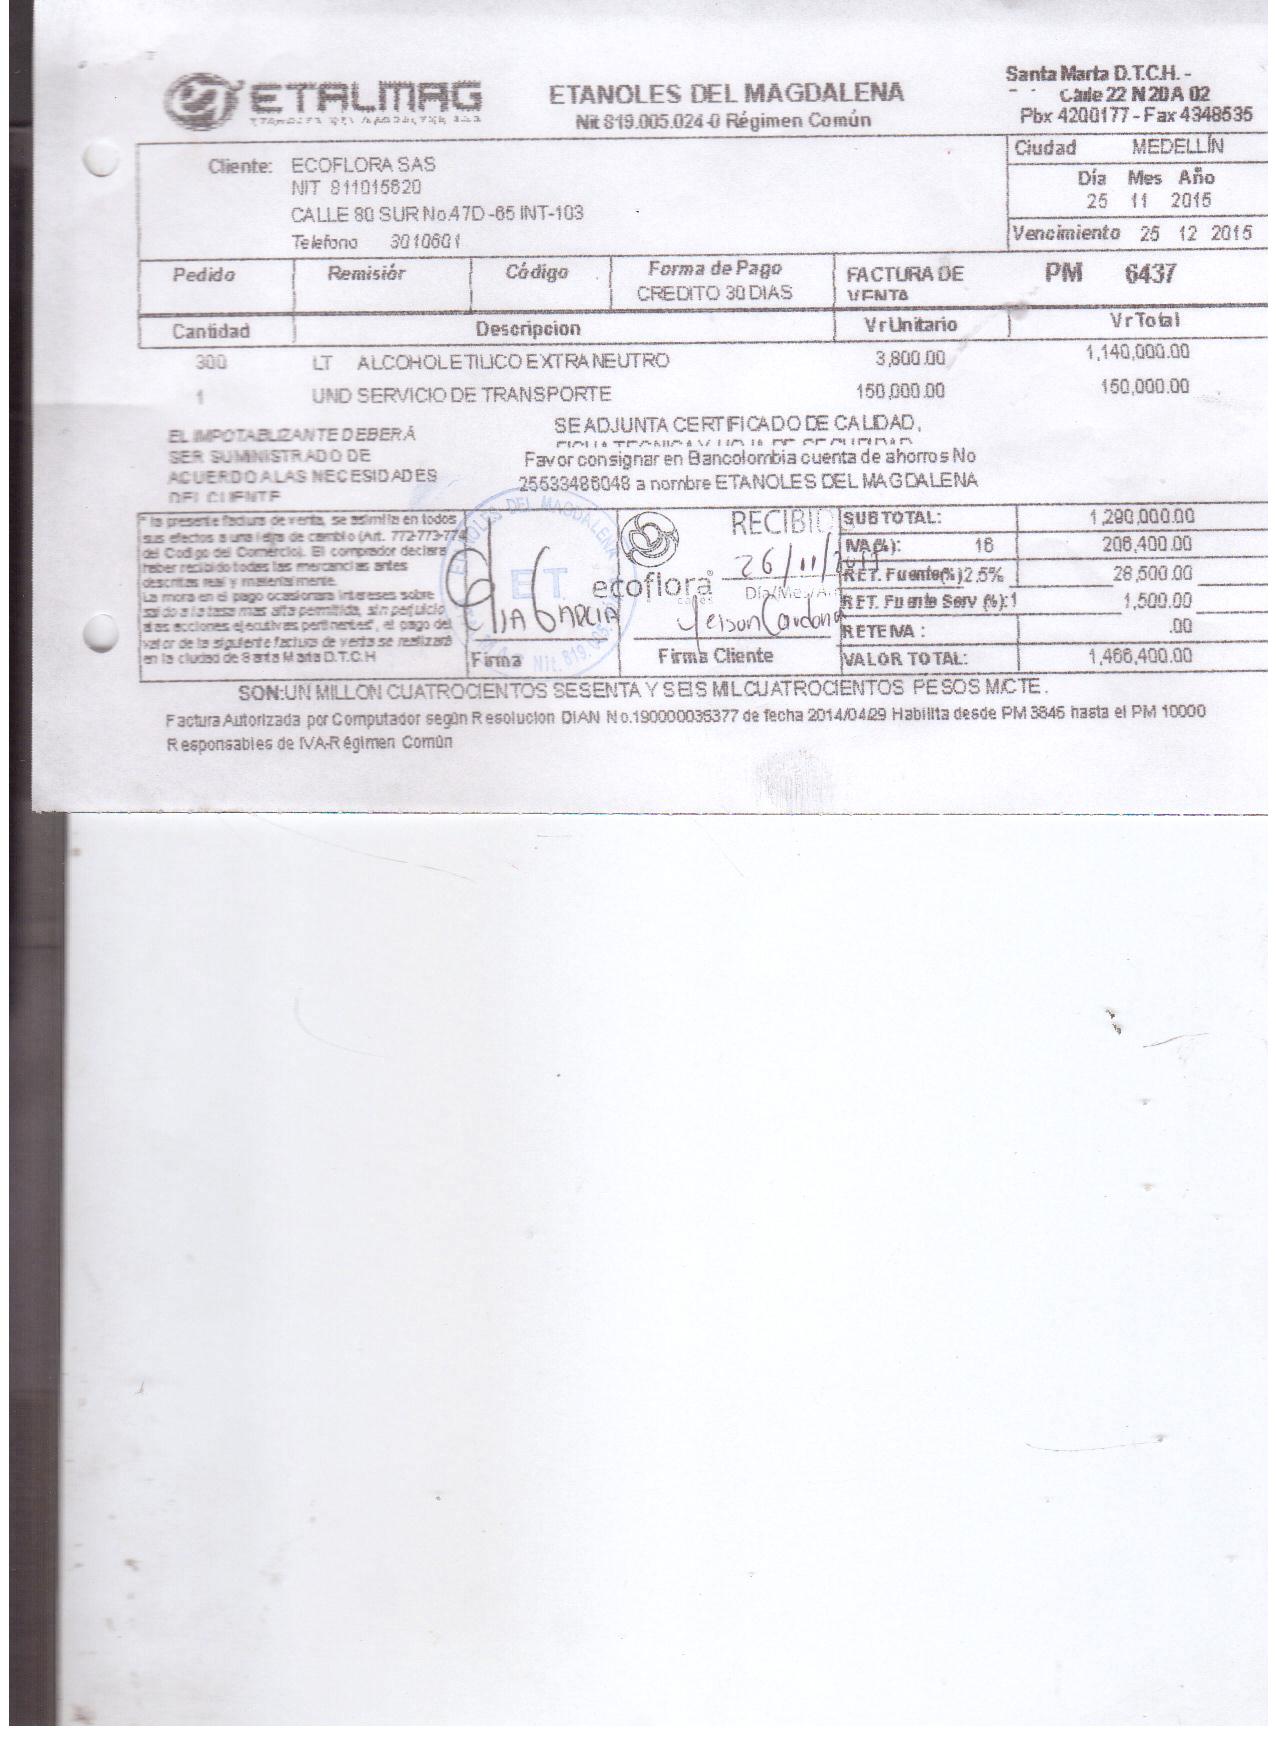 ETALMAG
ETANOLES DEL MAGDALENA SAS
ETANOLES DEL MAGDALENA
Nit 819.005.024-0 Régimen Común
Santa Marta D.T.C.H. -
Calle 22 N 20A 02
Pbx 4200177 - Fax 4348535
Cliente: ECOFLORA SAS
NIT 811015820
CALLE 80 SUR No.47D -65 INT-103
Telefono 3010601
Ciudad MEDELLÍN
Día Mes Año
25 11 2015
Vencimiento 25 12 2015
Pedido Remisión Código Forma de Pago FACTURA DE VENTA PM 6437
CREDITO 30 DIAS
Cantidad Descripcion Vr Unitario Vr Total
300 LT ALCOHOL ETILICO EXTRA NEUTRO 3,800.00 1,140,000.00
1 UND SERVICIO DE TRANSPORTE 150,000.00 150,000.00
EL IMPOTABLIZANTE DEBERÁ
SER SUMINISTRADO DE
ACUERDO A LAS NECESIDADES
DEL CLIENTE
SE ADJUNTA CERTIFICADO DE CALIDAD,
FICHA TECNICA Y HOJA DE SEGURIDAD
Favor consignar en Bancolombia cuenta de ahorros No
25533486048 a nombre ETANOLES DEL MAGDALENA
" la presente factura de venta, se asimila en todos
sus efectos a una letra de cambio (Art. 772-773-774
del Codigo del Comercio). El comprador declara
haber recibido todas las mercancias antes
descritas real y materialmente.
La mora en el pago ocasionara intereses sobre
saldo a la tasa mas alta permitida, sin perjuicio
a las acciones ejecutivas pertinentes", el pago del
valor de la siguiente factura de venta se realizará
en la ciudad de Santa Marta D.T.C.H
ETANOLES DEL MAGDALENA
ET.
Nit. 819.005.
Garcia
Firma
RECIBIDO
26/11/
ecoflora
Día/Mes/Año
Yeison Cardona
Firma Cliente
SUBTOTAL: 1,290,000.00
IVA(%): 16 206,400.00
RET. Fuente(%)2.5% 28,500.00
RET. Fuente Serv (%):1 1,500.00
RETEIVA : .00
VALOR TOTAL: 1,466,400.00
SON:UN MILLON CUATROCIENTOS SESENTA Y SEIS MIL CUATROCIENTOS PESOS M/CTE.
Factura Autorizada por Computador según Resolucion DIAN No.190000035377 de fecha 2014/04/29 Habilita desde PM 3846 hasta el PM 10000
Responsables de IVA-Régimen Común